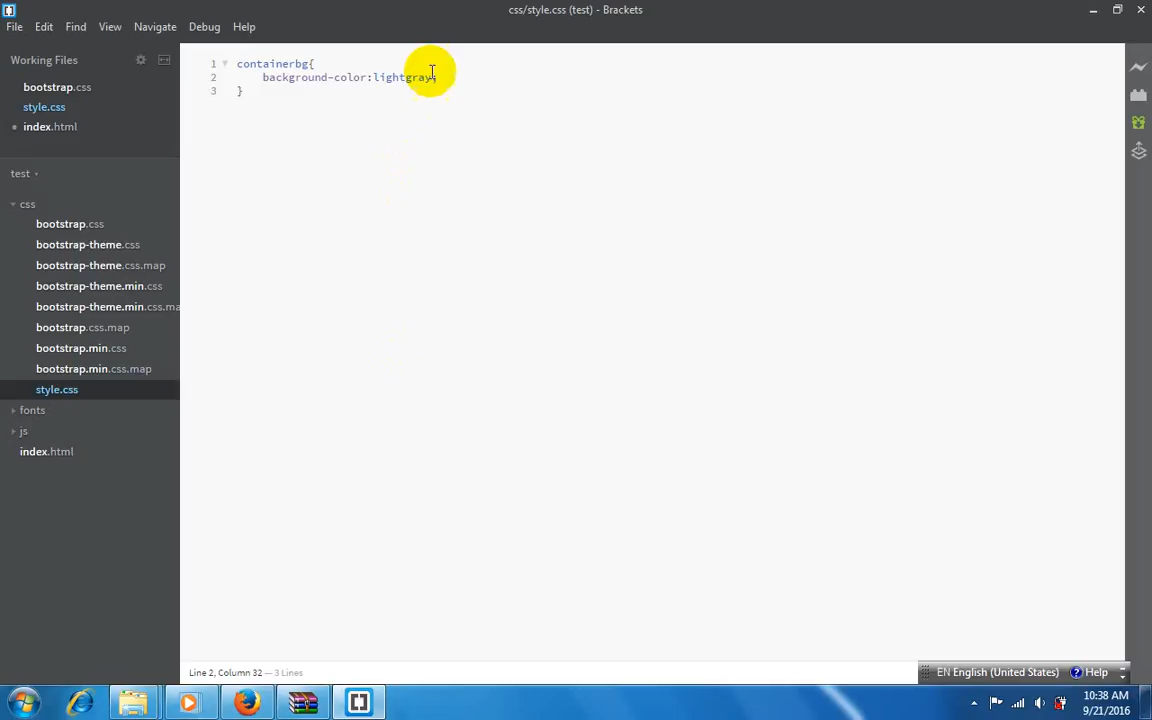 css/style.css (test) - Brackets
File Edit Find View Navigate Debug Help
Working Files
bootstrap.css
style.css
index.html
test
css
bootstrap.css
bootstrap-theme.css
bootstrap-theme.css.map
bootstrap-theme.min.css
bootstrap-theme.min.css.ma
bootstrap.css.map
bootstrap.min.css
bootstrap.min.css.map
style.css
fonts
js
index.html
1 containerbg{
2 background-color:lightgray;
3 }
Line 2, Column 32 — 3 Lines
EN English (United States) Help
10:38 AM
9/21/2016